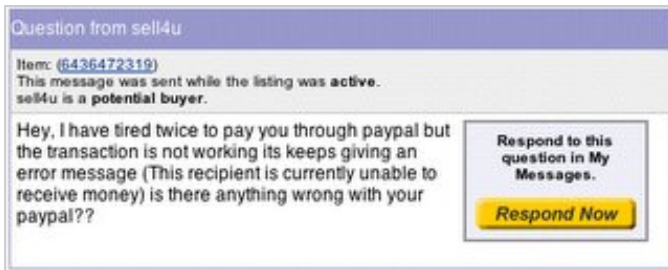 Question from sell4u
Item: (6436472319)
This message was sent while the listing was active.
sell4u is a potential buyer.
Hey, I have tired twice to pay you through paypal but
the transaction is not working its keeps giving an
error message (This recipient is currently unable to
receive money) is there anything wrong with your
paypal??
Respond to this
question in My
Messages.
Respond Now